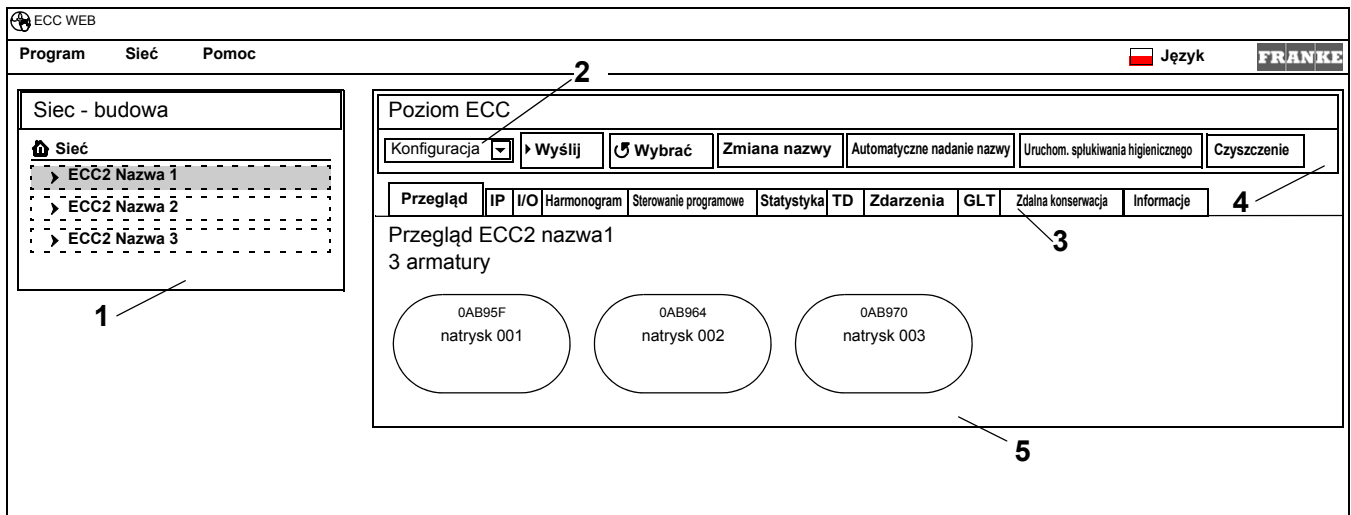 ECC WEB
Program Sieć Pomoc Język FRANKE
2
Siec - budowa
Sieć
ECC2 Nazwa 1
ECC2 Nazwa 2
ECC2 Nazwa 3
1
Poziom ECC
Konfiguracja Wyślij Wybrać Zmiana nazwy Automatyczne nadanie nazwy Uruchom. spłukiwania higienicznego Czyszczenie
4
Przegląd IP I/O Harmonogram Sterowanie programowe Statystyka TD Zdarzenia GLT Zdalna konserwacja Informacje
3
Przegląd ECC2 nazwa1
3 armatury
0AB95F 0AB964 0AB970
natrysk 001 natrysk 002 natrysk 003
5